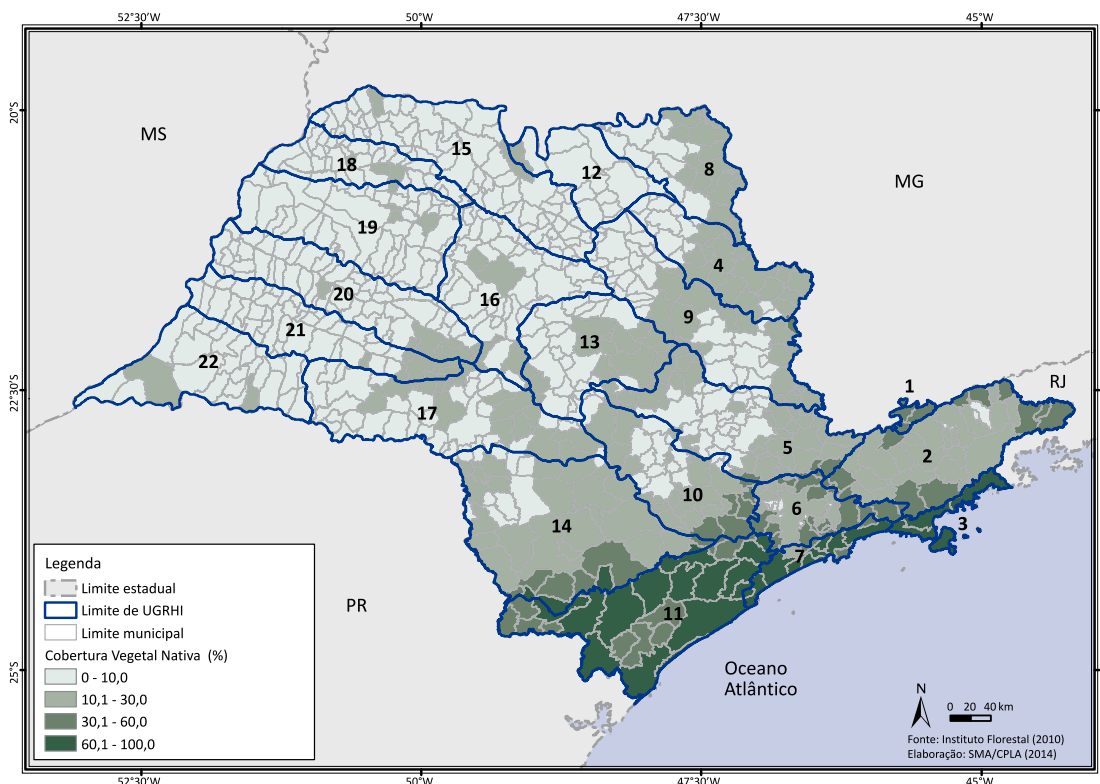 52°30'W 50°W 47°30'W 45°W
20°S
MS
15
18
12
8
MG
19
4
20
16
9
21
13
22
22°30'S
1
RJ
17
5
2
10
6
3
14
7
11
PR
Legenda
Limite estadual
Limite de UGRHI
Limite municipal
Cobertura Vegetal Nativa (%)
0 - 10,0
10,1 - 30,0
30,1 - 60,0
60,1 - 100,0
25°S
Oceano
Atlântico
N
0 20 40 km
Fonte: Instituto Florestal (2010)
Elaboração: SMA/CPLA (2014)
52°30'W 50°W 47°30'W 45°W